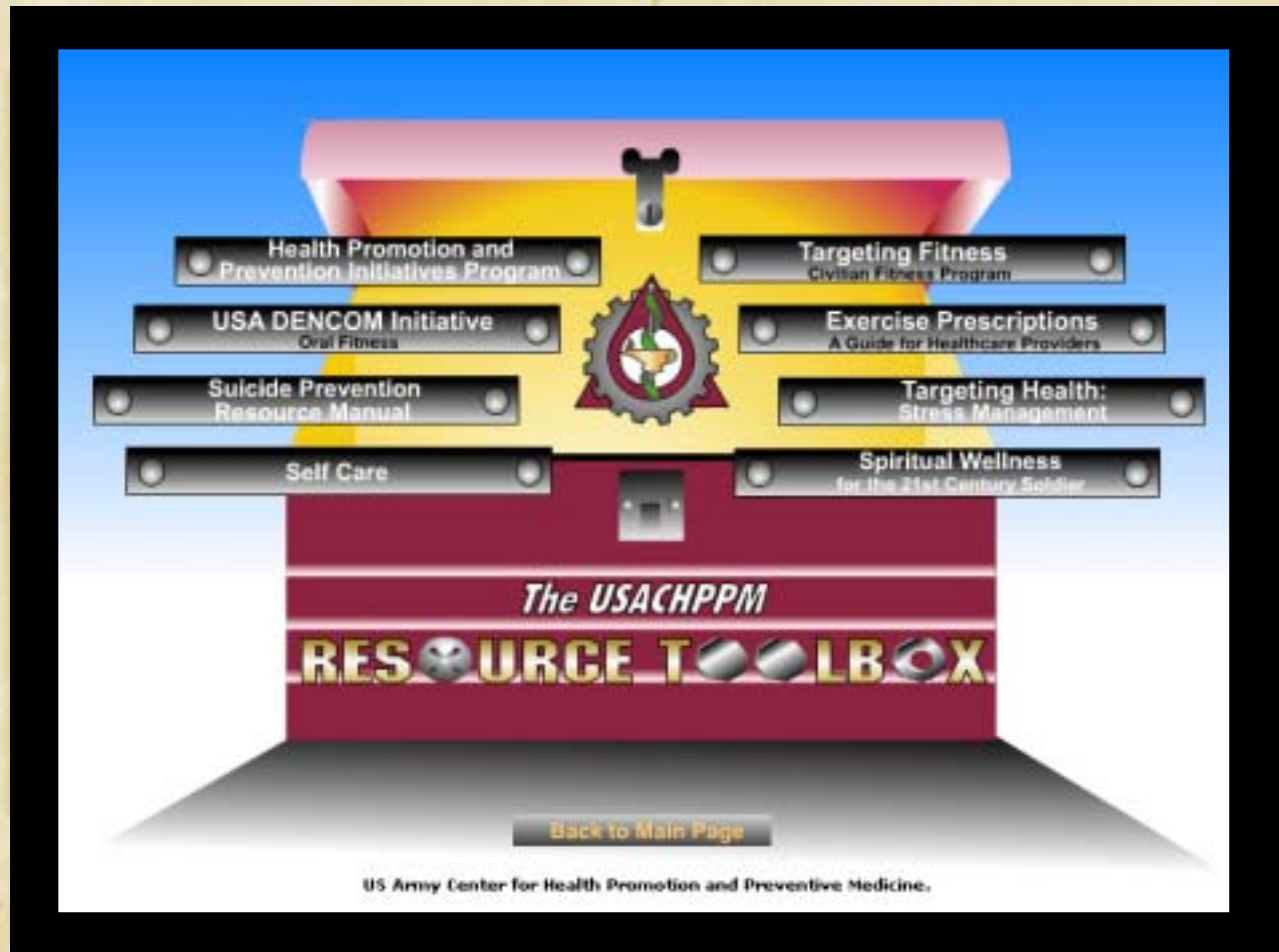 Health Promotion and
Prevention Initiatives Program
USA DENCOM Initiative
Oral Fitness
Suicide Prevention
Resource Manual
Self Care
Targeting Fitness
Civilian Fitness Program
Exercise Prescriptions
A Guide for Healthcare Providers
Targeting Health:
Stress Management
Spiritual Wellness
for the 21st Century Soldier
The USACHPPM
RESOURCE TOOLBOX
Back to Main Page
US Army Center for Health Promotion and Preventive Medicine.